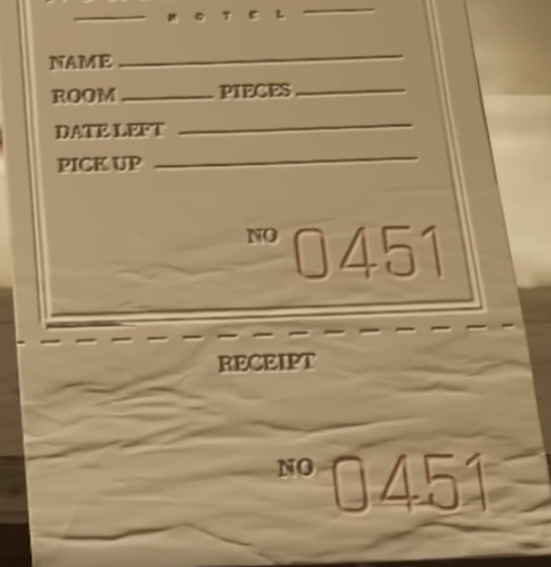 HOTEL
NAME
ROOM PIECES
DATE LEFT
PICK UP
NO 0451
RECEIPT
NO 0451